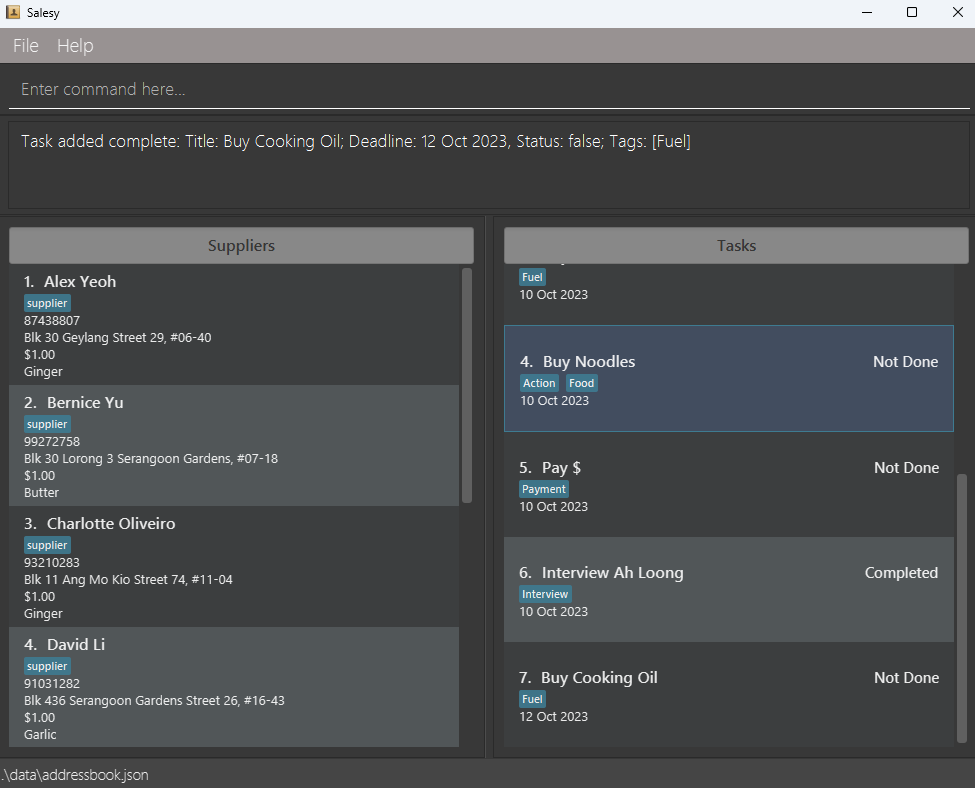 Salesy
File Help
Enter command here...
Task added complete: Title: Buy Cooking Oil; Deadline: 12 Oct 2023, Status: false; Tags: [Fuel]
Suppliers
1. Alex Yeoh
supplier
87438807
Blk 30 Geylang Street 29, #06-40
$1.00
Ginger
2. Bernice Yu
supplier
99272758
Blk 30 Lorong 3 Serangoon Gardens, #07-18
$1.00
Butter
3. Charlotte Oliveiro
supplier
93210283
Blk 11 Ang Mo Kio Street 74, #11-04
$1.00
Ginger
4. David Li
supplier
91031282
Blk 436 Serangoon Gardens Street 26, #16-43
$1.00
Garlic
Tasks
Fuel
10 Oct 2023
4. Buy Noodles Not Done
Action Food
10 Oct 2023
5. Pay $ Not Done
Payment
10 Oct 2023
6. Interview Ah Loong Completed
Interview
10 Oct 2023
7. Buy Cooking Oil Not Done
Fuel
12 Oct 2023
.\data\addressbook.json